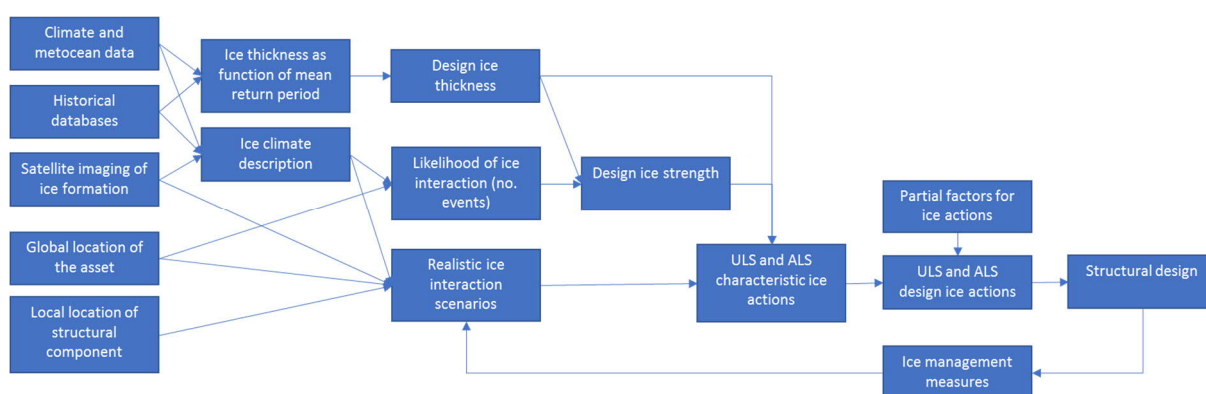 Climate and
metocean data
Historical
databases
Satellite imaging of
ice formation
Global location of
the asset
Local location of
structural
component
Ice thickness as
function of mean
return period
Ice climate
description
Design ice
thickness
Likelihood of ice
interaction (no.
events)
Realistic ice
interaction
scenarios
Design ice strength
ULS and ALS
characteristic ice
actions
Partial factors for
ice actions
ULS and ALS
design ice actions
Structural design
Ice management
measures